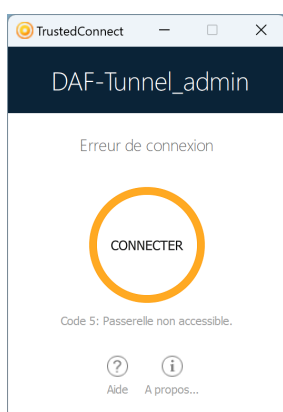 TrustedConnect
DAF-Tunnel_admin
Erreur de connexion
CONNECTER
Code 5: Passerelle non accessible.
Aide A propos...